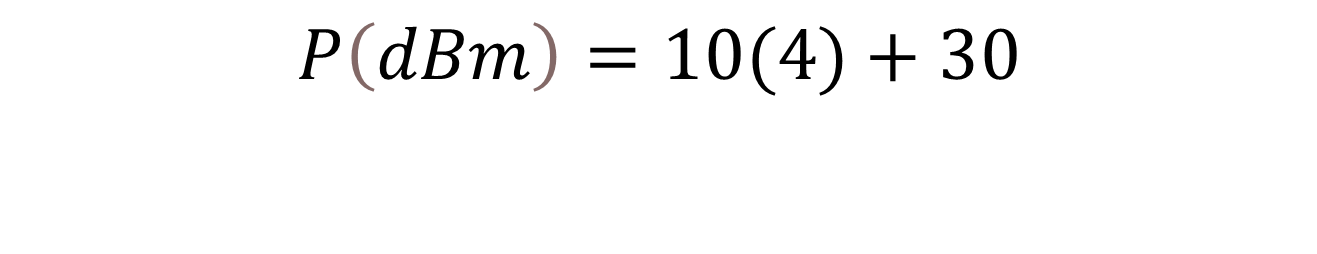 P(dBm) = 10(4) + 30